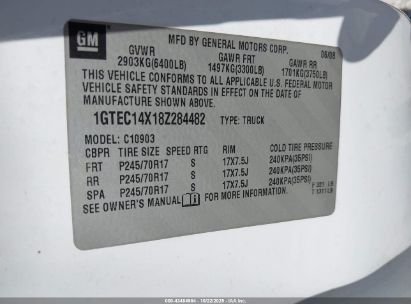 GM
MFD BY GENERAL MOTORS CORP. 06/08
GVWR GAWR FRT GAWR RR
2903KG(6400LB) 1497KG(3300LB) 1701KG(3750LB)
THIS VEHICLE CONFORMS TO ALL APPLICABLE U.S. FEDERAL MOTOR
VEHICLE SAFETY STANDARDS IN EFFECT ON THE DATE
OF MANUFACTURE SHOWN ABOVE.
1GTEC14X18Z284482 TYPE: TRUCK
MODEL: C10903
CBPR TIRE SIZE SPEED RTG RIM COLD TIRE PRESSURE
FRT P245/70R17 S 17X7.5J 240KPA(35PSI)
RR P245/70R17 S 17X7.5J 240KPA(35PSI)
SPA P245/70R17 S 17X7.5J 240KPA(35PSI)
SEE OWNER'S MANUAL FOR MORE INFORMATION.